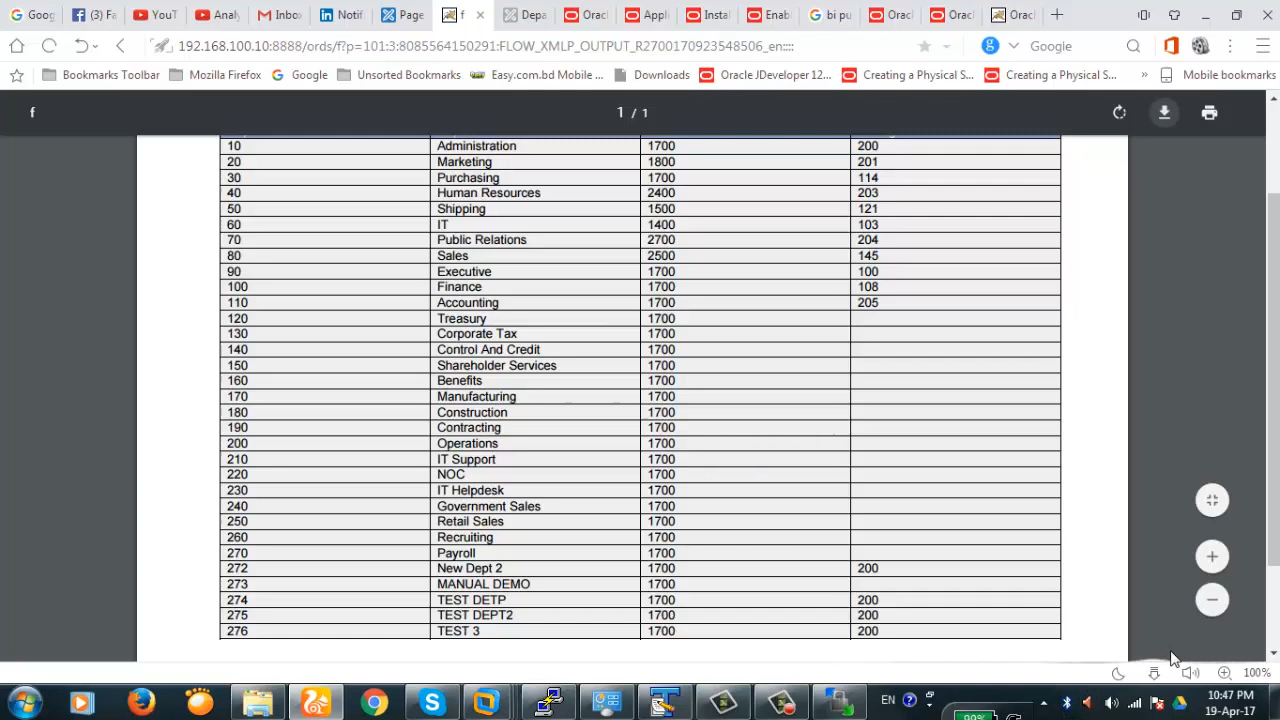 Goog
(3) Fa
YouT
Analy
Inbo
Notif
Page
f
Depa
Oracl
Appl
Instal
Enabl
bi pu
Oracl
Oracl
Oracl
192.168.100.10:8888/ords/f?p=101:3:8085564150291:FLOW_XMLP_OUTPUT_R2700170923548506_en::::
Google
Bookmarks Toolbar
Mozilla Firefox
Google
Unsorted Bookmarks
Easy.com.bd Mobile ...
Downloads
Oracle JDeveloper 12...
Creating a Physical S...
Creating a Physical S...
Mobile bookmarks
f
1 / 1
10 Administration 1700 200
20 Marketing 1800 201
30 Purchasing 1700 114
40 Human Resources 2400 203
50 Shipping 1500 121
60 IT 1400 103
70 Public Relations 2700 204
80 Sales 2500 145
90 Executive 1700 100
100 Finance 1700 108
110 Accounting 1700 205
120 Treasury 1700
130 Corporate Tax 1700
140 Control And Credit 1700
150 Shareholder Services 1700
160 Benefits 1700
170 Manufacturing 1700
180 Construction 1700
190 Contracting 1700
200 Operations 1700
210 IT Support 1700
220 NOC 1700
230 IT Helpdesk 1700
240 Government Sales 1700
250 Retail Sales 1700
260 Recruiting 1700
270 Payroll 1700
272 New Dept 2 1700 200
273 MANUAL DEMO 1700
274 TEST DETP 1700 200
275 TEST DEPT2 1700 200
276 TEST 3 1700 200
100%
EN
10:47 PM
19-Apr-17
99%